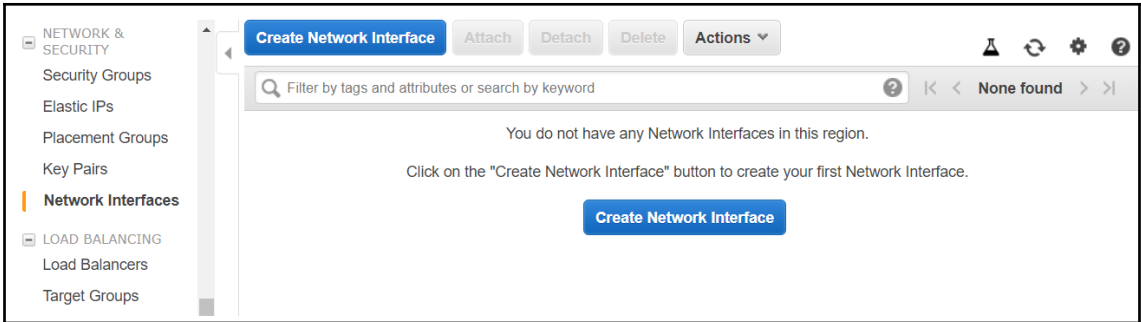 NETWORK &
SECURITY
Security Groups
Elastic IPs
Placement Groups
Key Pairs
Network Interfaces
LOAD BALANCING
Load Balancers
Target Groups
Create Network Interface Attach Detach Delete Actions
Filter by tags and attributes or search by keyword None found
You do not have any Network Interfaces in this region.
Click on the "Create Network Interface" button to create your first Network Interface.
Create Network Interface